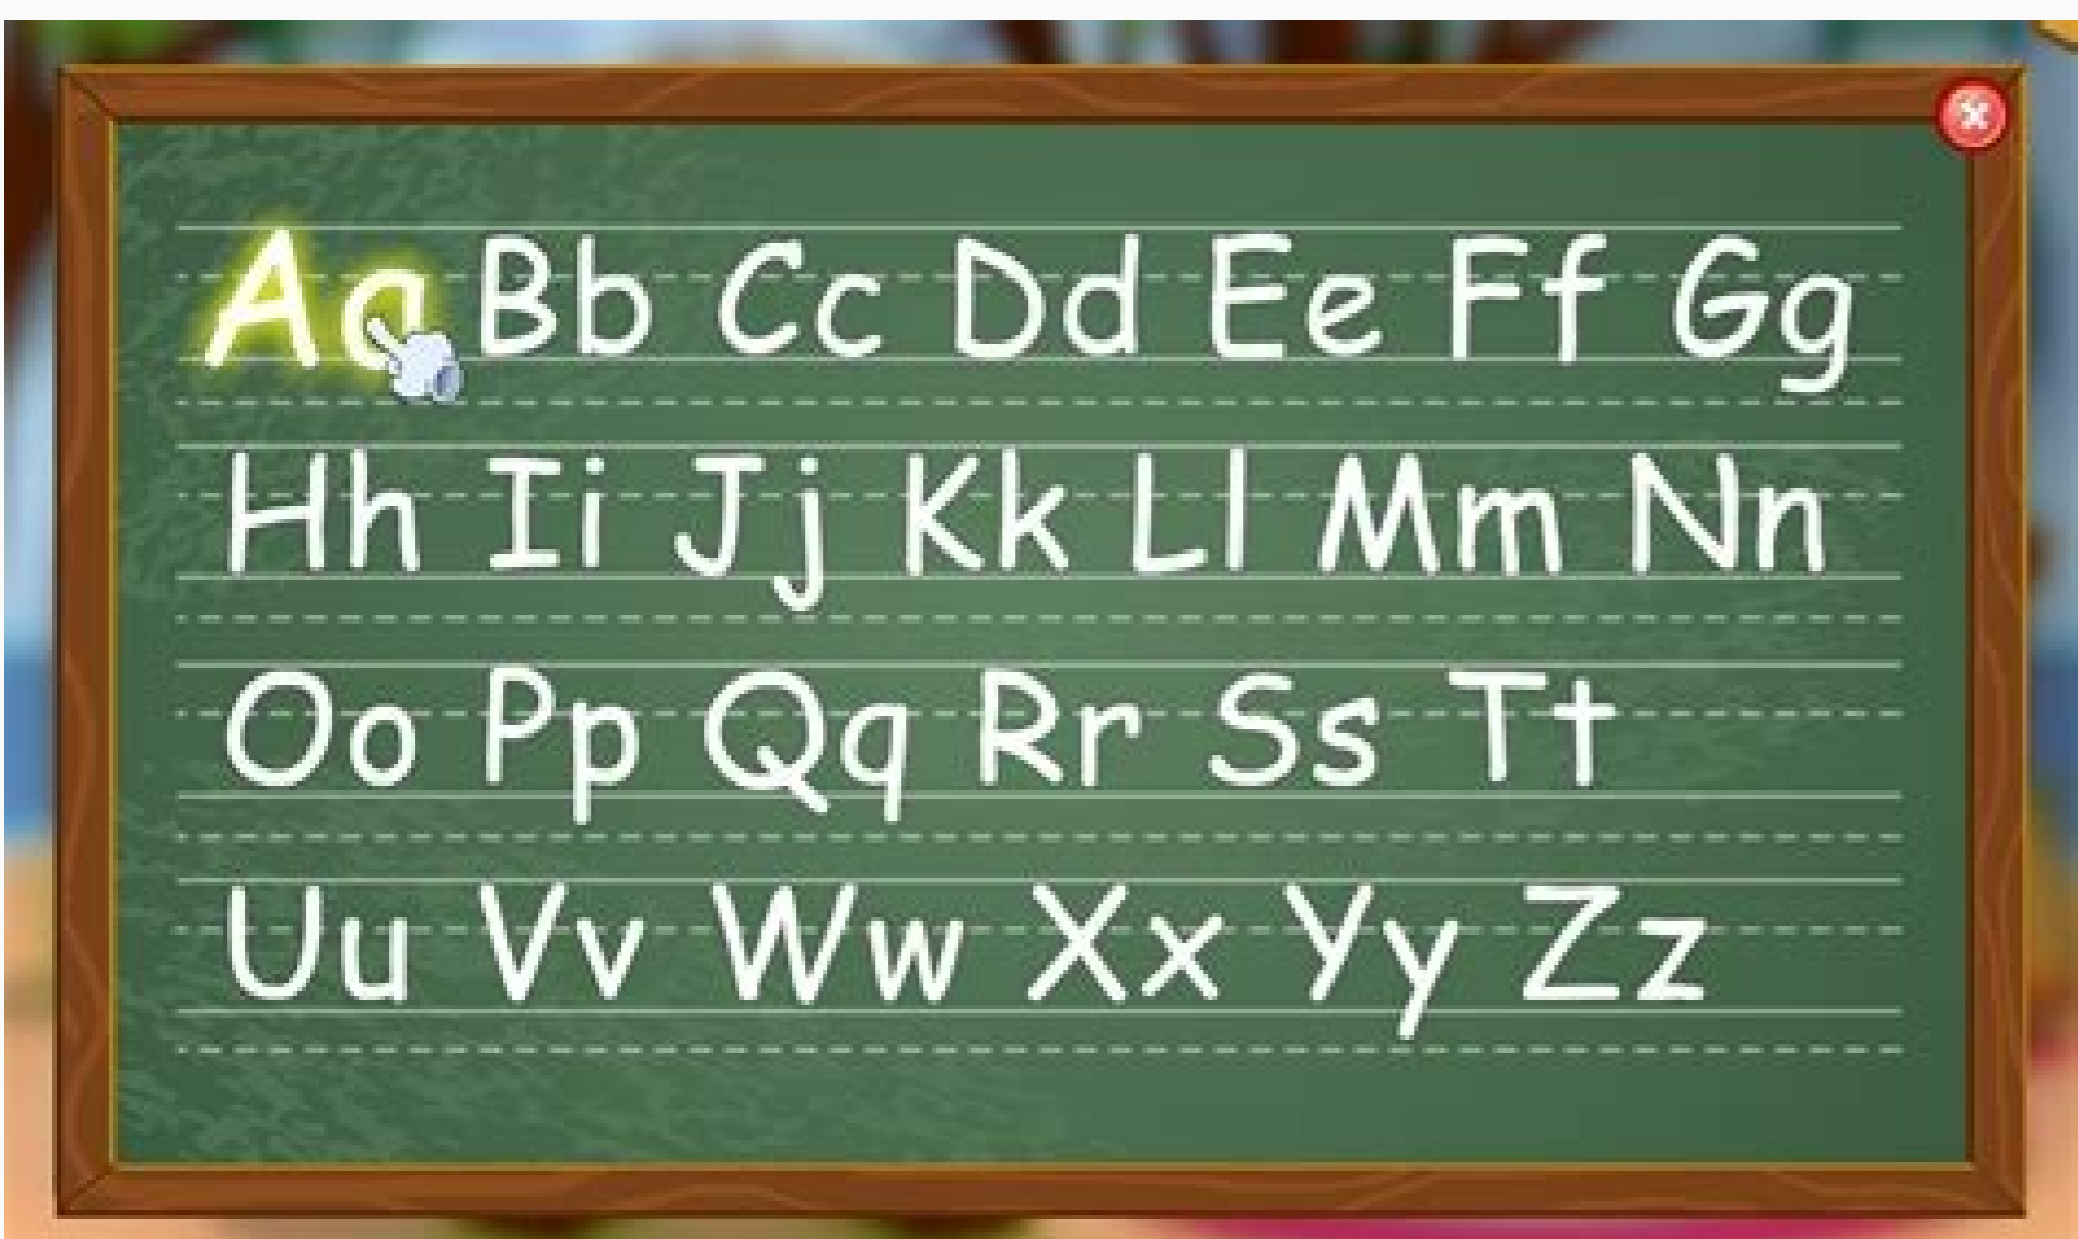 Aa Bb Cc Dd Ee Ff Gg
Hh Ii Jj Kk Ll Mm Nn
Oo Pp Qq Rr Ss Tt
Uu Vv Ww Xx Yy Zz